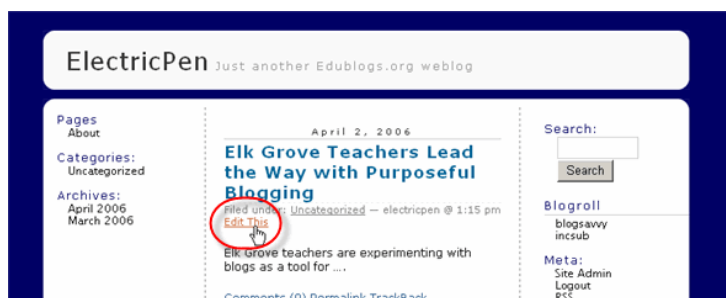 ElectricPen Just another Edublogs.org weblog
Pages
About
Categories:
Uncategorized
Archives:
April 2006
March 2006
April 2, 2006
Elk Grove Teachers Lead
the Way with Purposeful
Blogging
Filed under: Uncategorized — electricpen @ 1:15 pm
Edit This
Elk Grove teachers are experimenting with
blogs as a tool for ....
Comments (0) Permalink TrackBack
Search:
Search
Blogroll
blogsavvy
incsub
Meta:
Site Admin
Logout
RSS